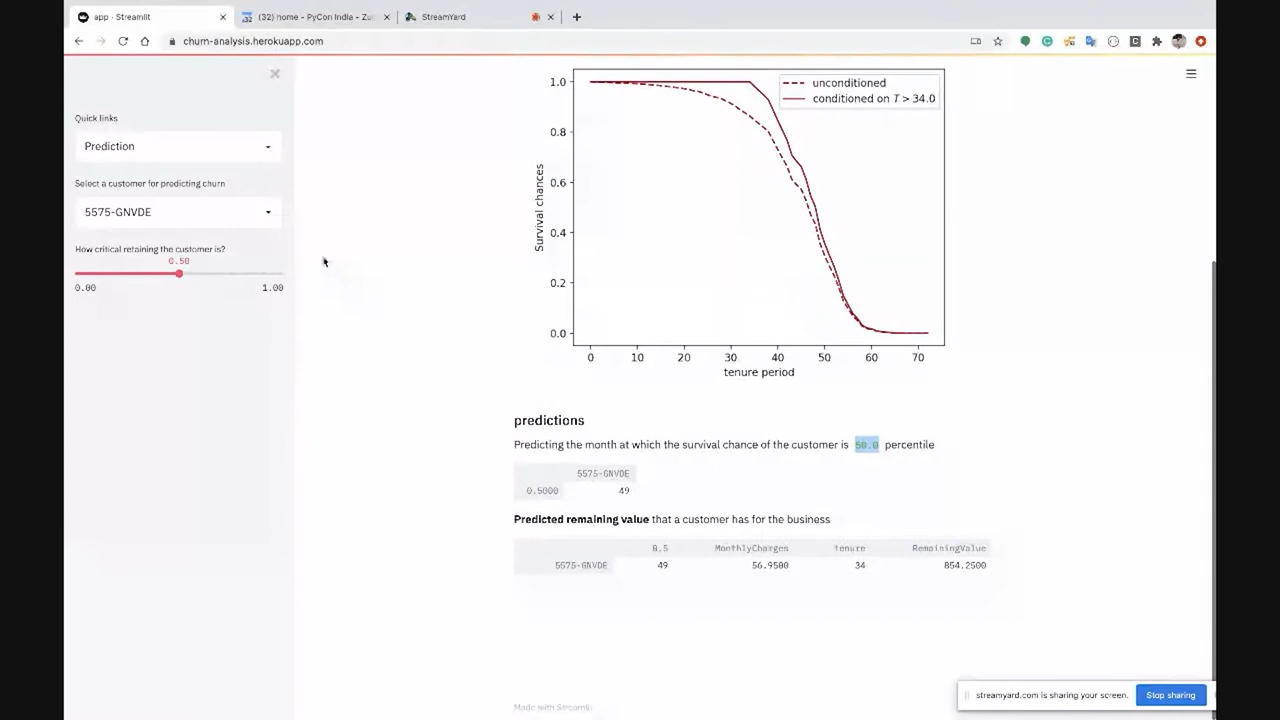 app · Streamlit
(32) home - PyCon India - Zul
StreamYard
churn-analysis.herokuapp.com
Quick links
Prediction
Select a customer for predicting churn
5575-GNVDE
How critical retaining the customer is?
0.50
0.00 1.00
unconditioned
conditioned on T > 34.0
Survival chances
1.0
0.8
0.6
0.4
0.2
0.0
0 10 20 30 40 50 60 70
tenure period
predictions
Predicting the month at which the survival chance of the customer is 50.0 percentile
5575-GNVDE
0.5000 49
Predicted remaining value that a customer has for the business
0.5 MonthlyCharges tenure RemainingValue
5575-GNVDE 49 56.9500 34 854.2500
Made with Streamlit
streamyard.com is sharing your screen.
Stop sharing